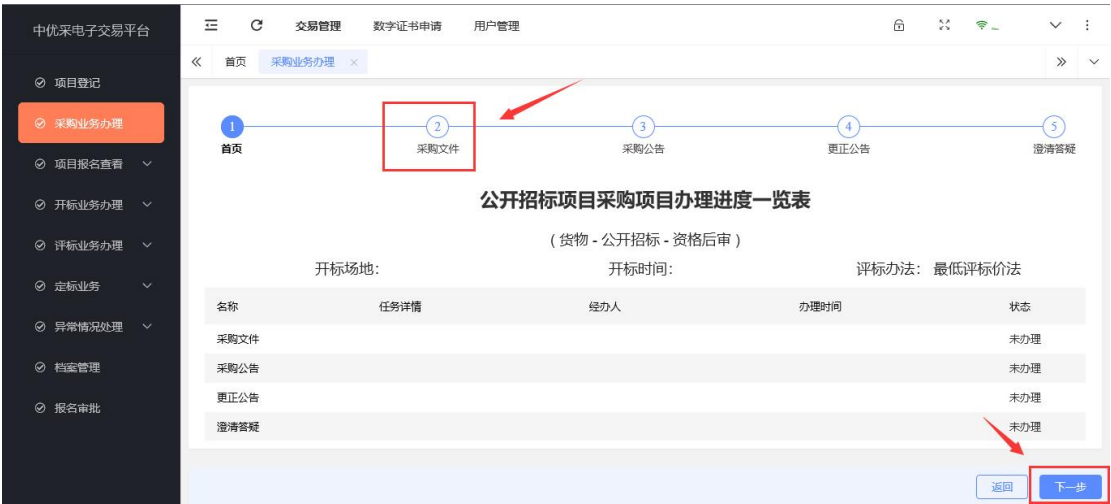 中优采电子交易平台
交易管理 数字证书申请 用户管理
首页 采购业务办理 ×
项目登记
采购业务办理
项目报名查看
开标业务办理
评标业务办理
定标业务
异常情况处理
档案管理
报名审批
1 2 3 4 5
首页 采购文件 采购公告 更正公告 澄清答疑
公开招标项目采购项目办理进度一览表
(货物 - 公开招标 - 资格后审)
开标场地: 开标时间: 评标办法: 最低评标价法
名称 任务详情 经办人 办理时间 状态
采购文件 未办理
采购公告 未办理
更正公告 未办理
澄清答疑 未办理
返回 下一步